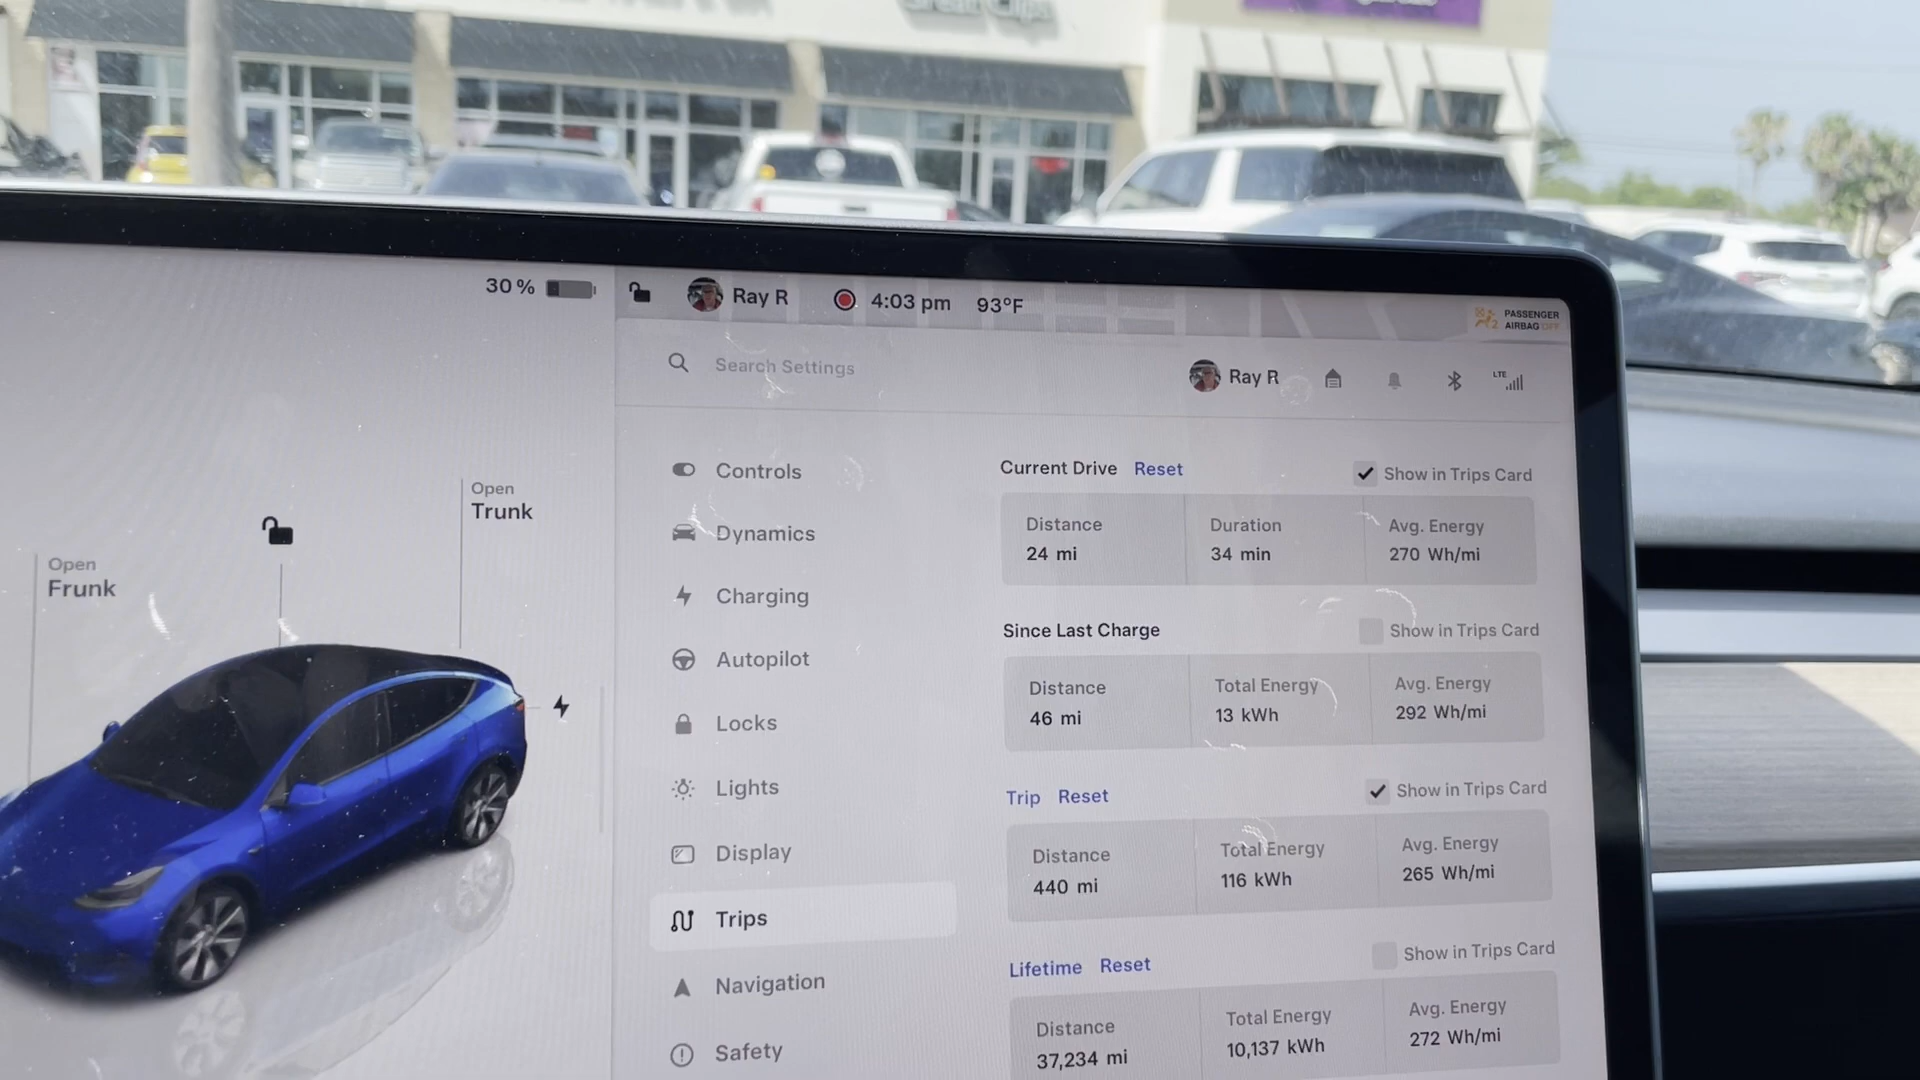 Great Clips
30 %
Ray R
4:03 pm
93°F
PASSENGER
AIRBAG OFF
Search Settings
Ray R
LTE
Open
Trunk
Open
Frunk
Controls
Dynamics
Charging
Autopilot
Locks
Lights
Display
Trips
Navigation
Safety
Current Drive Reset
Show in Trips Card
Distance
24 mi
Duration
34 min
Avg. Energy
270 Wh/mi
Since Last Charge
Show in Trips Card
Distance
46 mi
Total Energy
13 kWh
Avg. Energy
292 Wh/mi
Trip Reset
Show in Trips Card
Distance
440 mi
Total Energy
116 kWh
Avg. Energy
265 Wh/mi
Lifetime Reset
Show in Trips Card
Distance
37,234 mi
Total Energy
10,137 kWh
Avg. Energy
272 Wh/mi